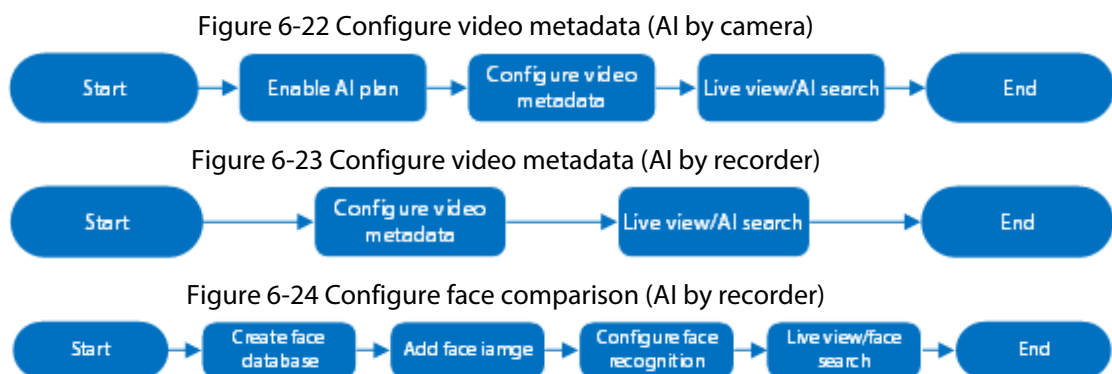 Figure 6-22 Configure video metadata (AI by camera)
Start
Enable AI plan
Configure video
metadata
Live view/AI search
End
Figure 6-23 Configure video metadata (AI by recorder)
Start
Configure video
metadata
Live view/AI search
End
Figure 6-24 Configure face comparison (AI by recorder)
Start
Create face
database
Add face iamge
Configure face
recognition
Live view/face
search
End